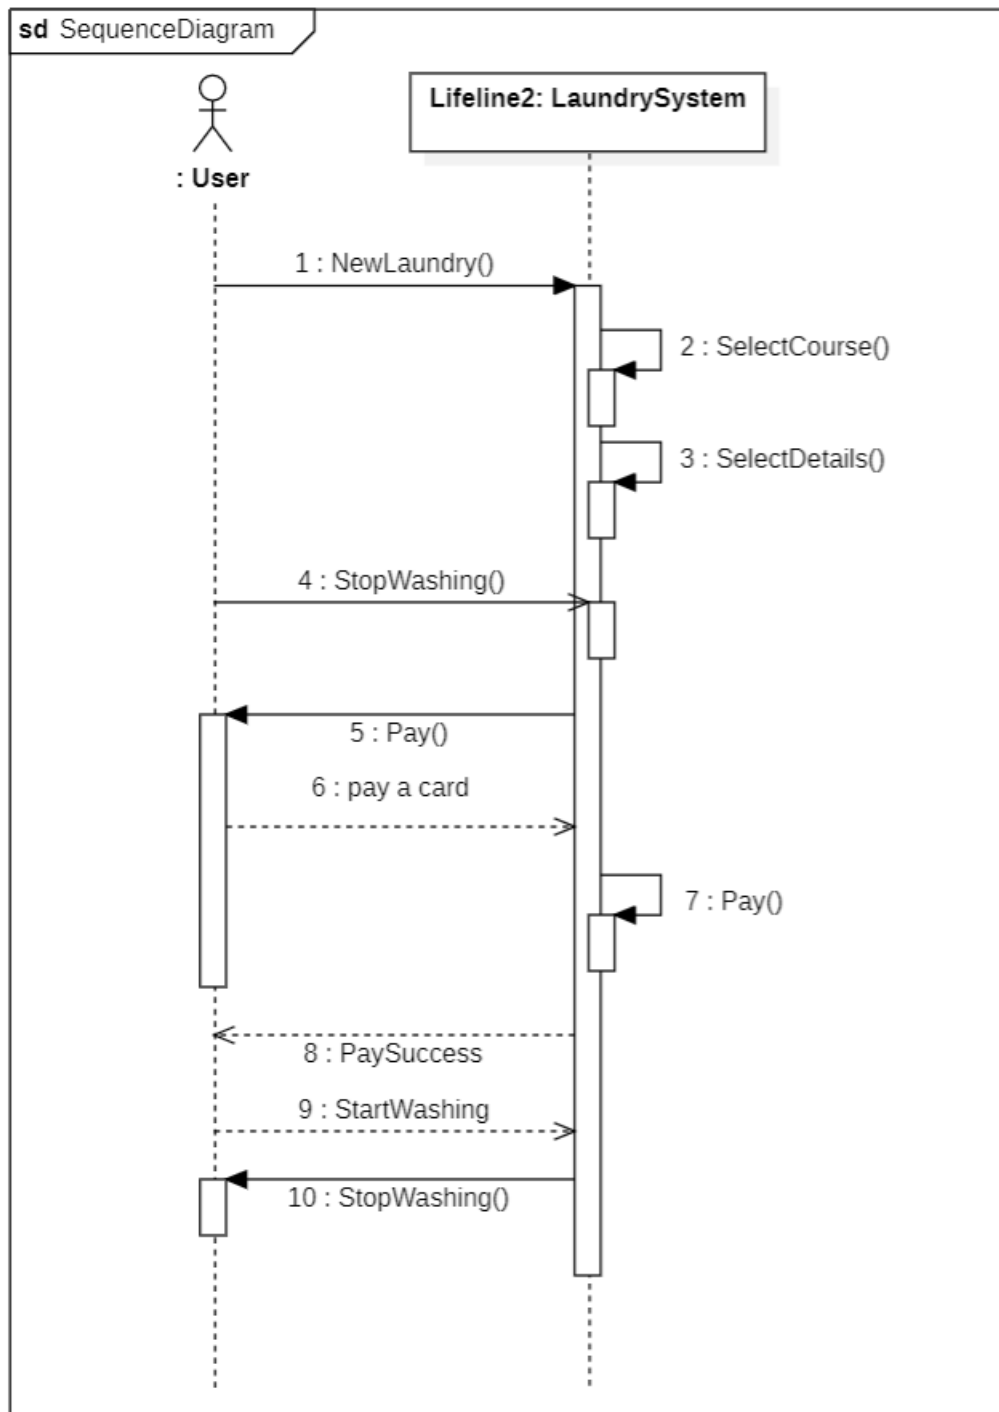 sd SequenceDiagram
Lifeline2: LaundrySystem
: User
1 : NewLaundry()
2 : SelectCourse()
3 : SelectDetails()
4 : StopWashing()
5 : Pay()
6 : pay a card
7 : Pay()
8 : PaySuccess
9 : StartWashing
10 : StopWashing()